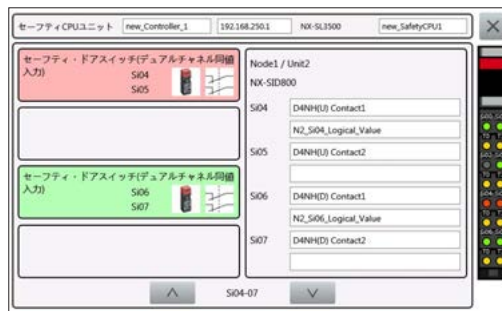 セーフティCPUユニット new_Controller_1 192.168.250.1 NX-SL3500 new_SafetyCPU1
セーフティ・ドアスイッチ(デュアルチャネル同値入力)
Si04
Si05
セーフティ・ドアスイッチ(デュアルチャネル同値入力)
Si06
Si07
Node1 / Unit2
NX-SID800
Si04 D4NH(U) Contact1
N2_Si04_Logical_Value
Si05 D4NH(U) Contact2
Si06 D4NH(D) Contact1
N2_Si06_Logical_Value
Si07 D4NH(D) Contact2
Si04-07